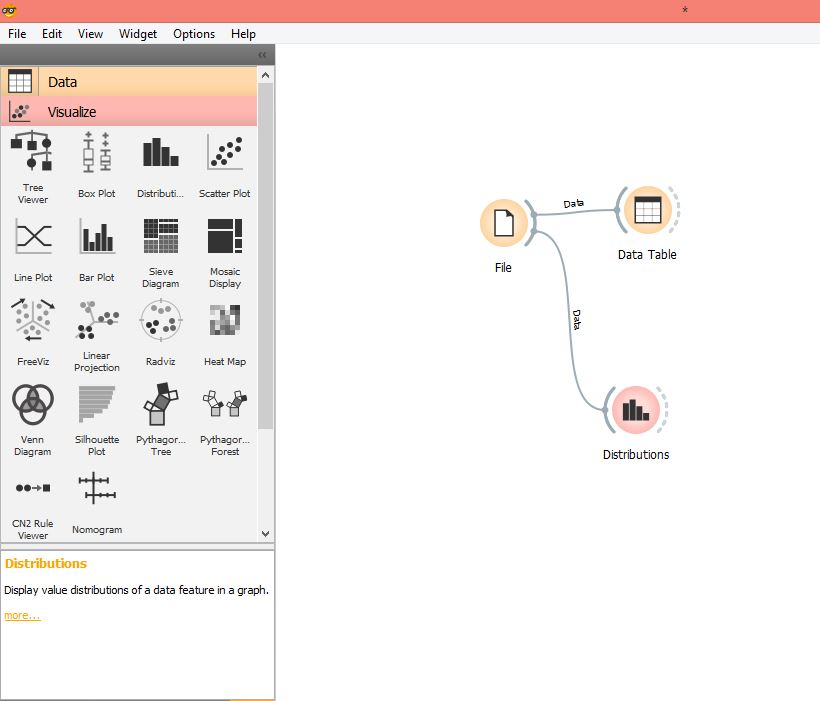 *
File Edit View Widget Options Help
Data
Visualize
Tree
Viewer
Box Plot
Distributi...
Scatter Plot
Line Plot
Bar Plot
Sieve
Diagram
Mosaic
Display
FreeViz
Linear
Projection
Radviz
Heat Map
Venn
Diagram
Silhouette
Plot
Pythagor...
Tree
Pythagor...
Forest
CN2 Rule
Viewer
Nomogram
Distributions
Display value distributions of a data feature in a graph.
more...
File
Data
Data Table
Data
Distributions